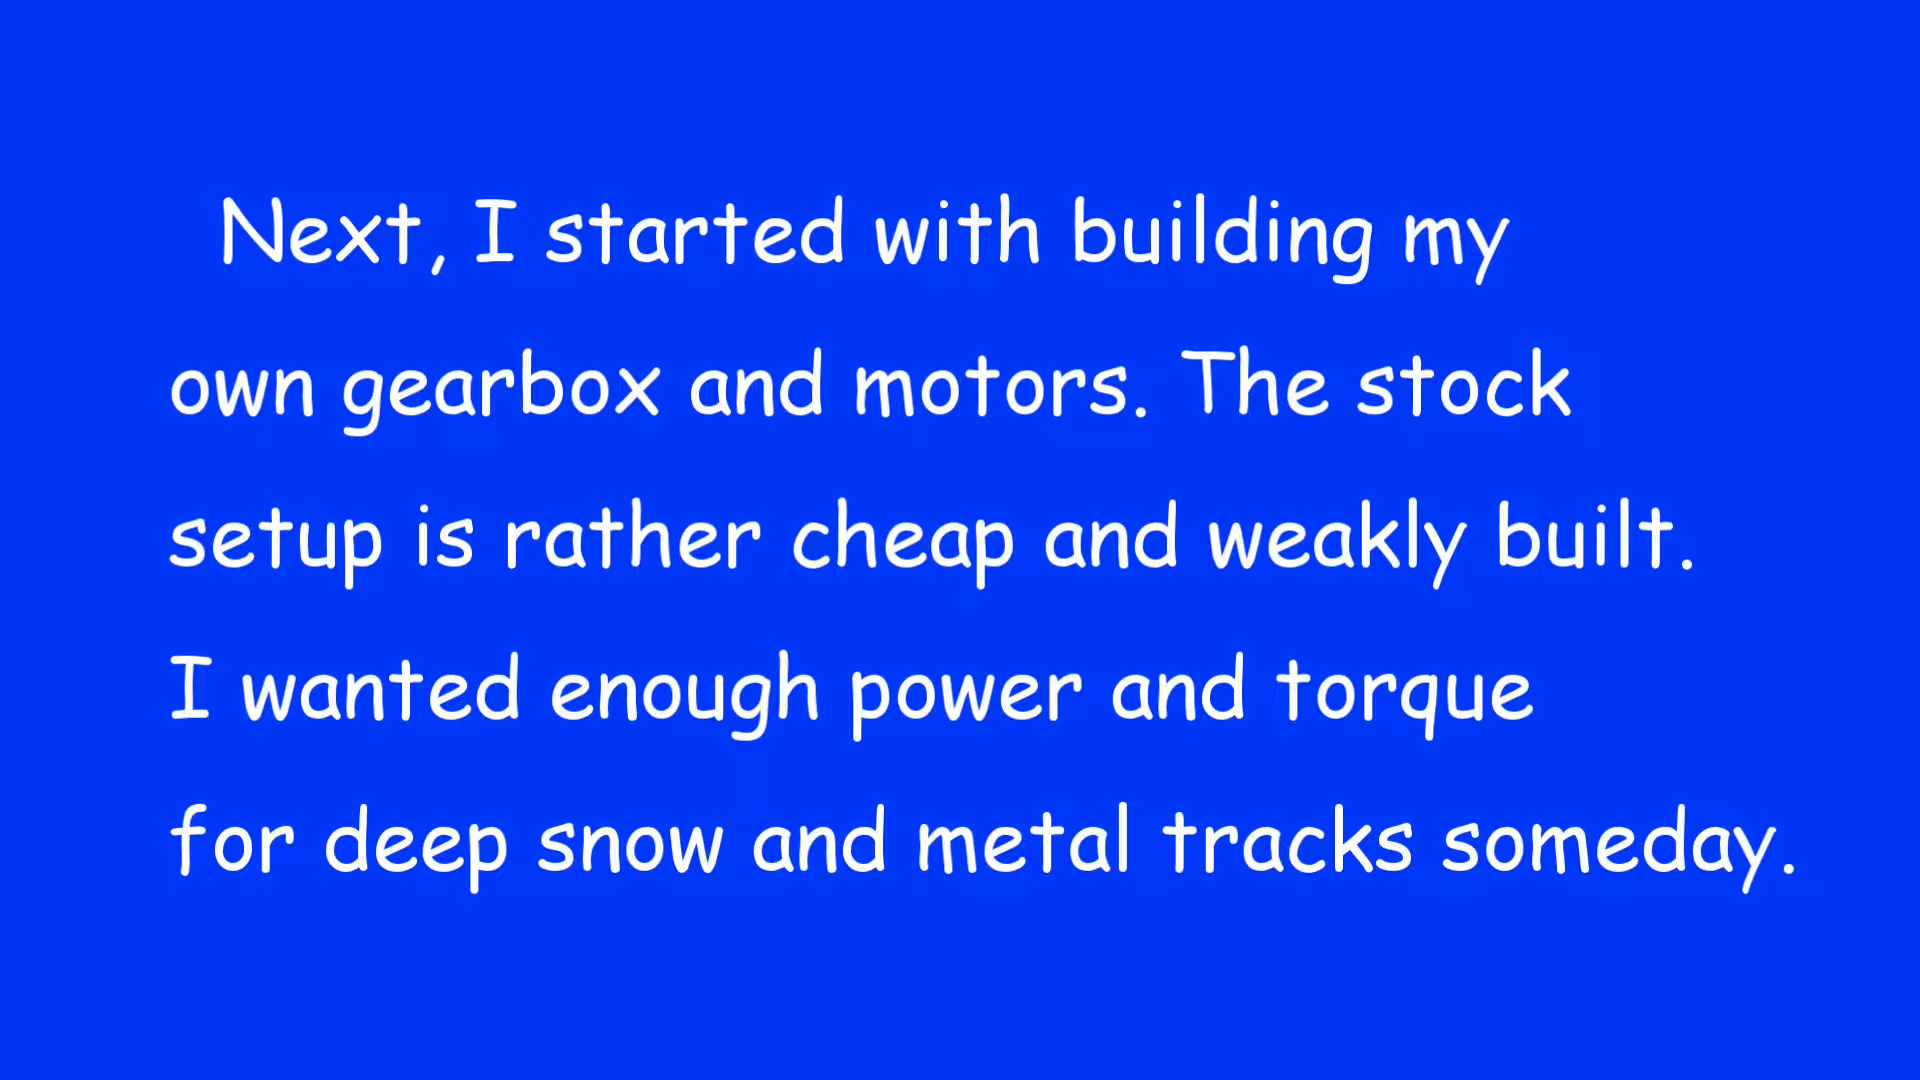 Next, I started with building my
own gearbox and motors. The stock
setup is rather cheap and weakly built.
I wanted enough power and torque
for deep snow and metal tracks someday.